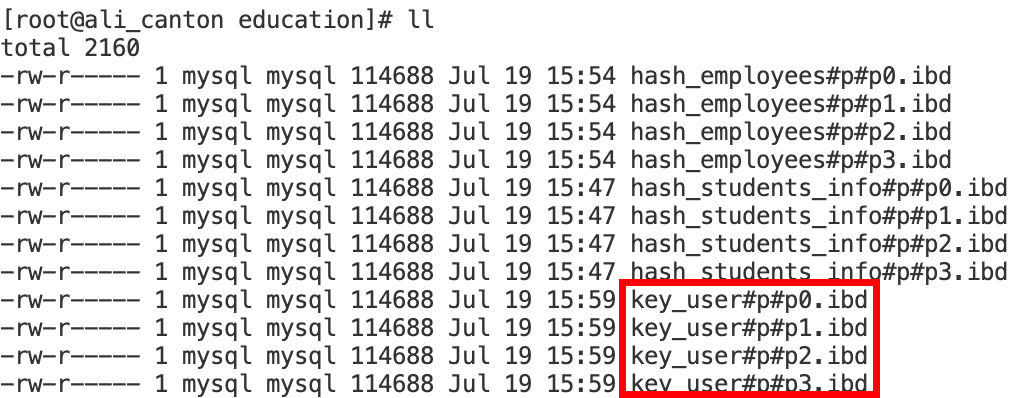 [root@ali_canton education]# ll
total 2160
-rw-r----- 1 mysql mysql 114688 Jul 19 15:54 hash_employees#p#p0.ibd
-rw-r----- 1 mysql mysql 114688 Jul 19 15:54 hash_employees#p#p1.ibd
-rw-r----- 1 mysql mysql 114688 Jul 19 15:54 hash_employees#p#p2.ibd
-rw-r----- 1 mysql mysql 114688 Jul 19 15:54 hash_employees#p#p3.ibd
-rw-r----- 1 mysql mysql 114688 Jul 19 15:47 hash_students_info#p#p0.ibd
-rw-r----- 1 mysql mysql 114688 Jul 19 15:47 hash_students_info#p#p1.ibd
-rw-r----- 1 mysql mysql 114688 Jul 19 15:47 hash_students_info#p#p2.ibd
-rw-r----- 1 mysql mysql 114688 Jul 19 15:47 hash_students_info#p#p3.ibd
-rw-r----- 1 mysql mysql 114688 Jul 19 15:59 key_user#p#p0.ibd
-rw-r----- 1 mysql mysql 114688 Jul 19 15:59 key_user#p#p1.ibd
-rw-r----- 1 mysql mysql 114688 Jul 19 15:59 key_user#p#p2.ibd
-rw-r----- 1 mysql mysql 114688 Jul 19 15:59 key_user#p#p3.ibd